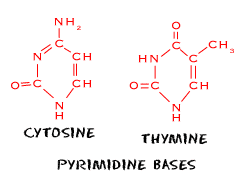 NH2
N
CH
O
CH
N
H
CYTOSINE
O
CH3
HN
C
C
O
C
CH
N
H
THYMINE
PYRIMIDINE BASES